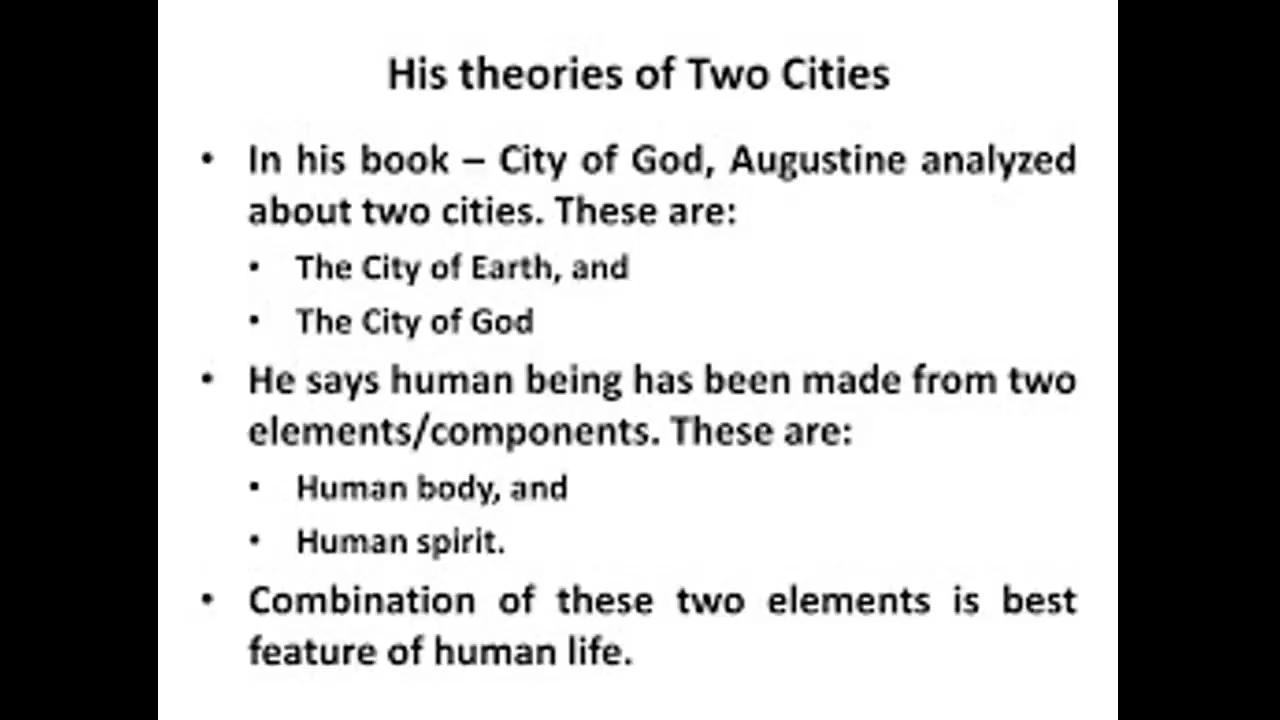 His theories of Two Cities
• In his book – City of God, Augustine analyzed
about two cities. These are:
• The City of Earth, and
• The City of God
• He says human being has been made from two
elements/components. These are:
• Human body, and
• Human spirit.
• Combination of these two elements is best
feature of human life.